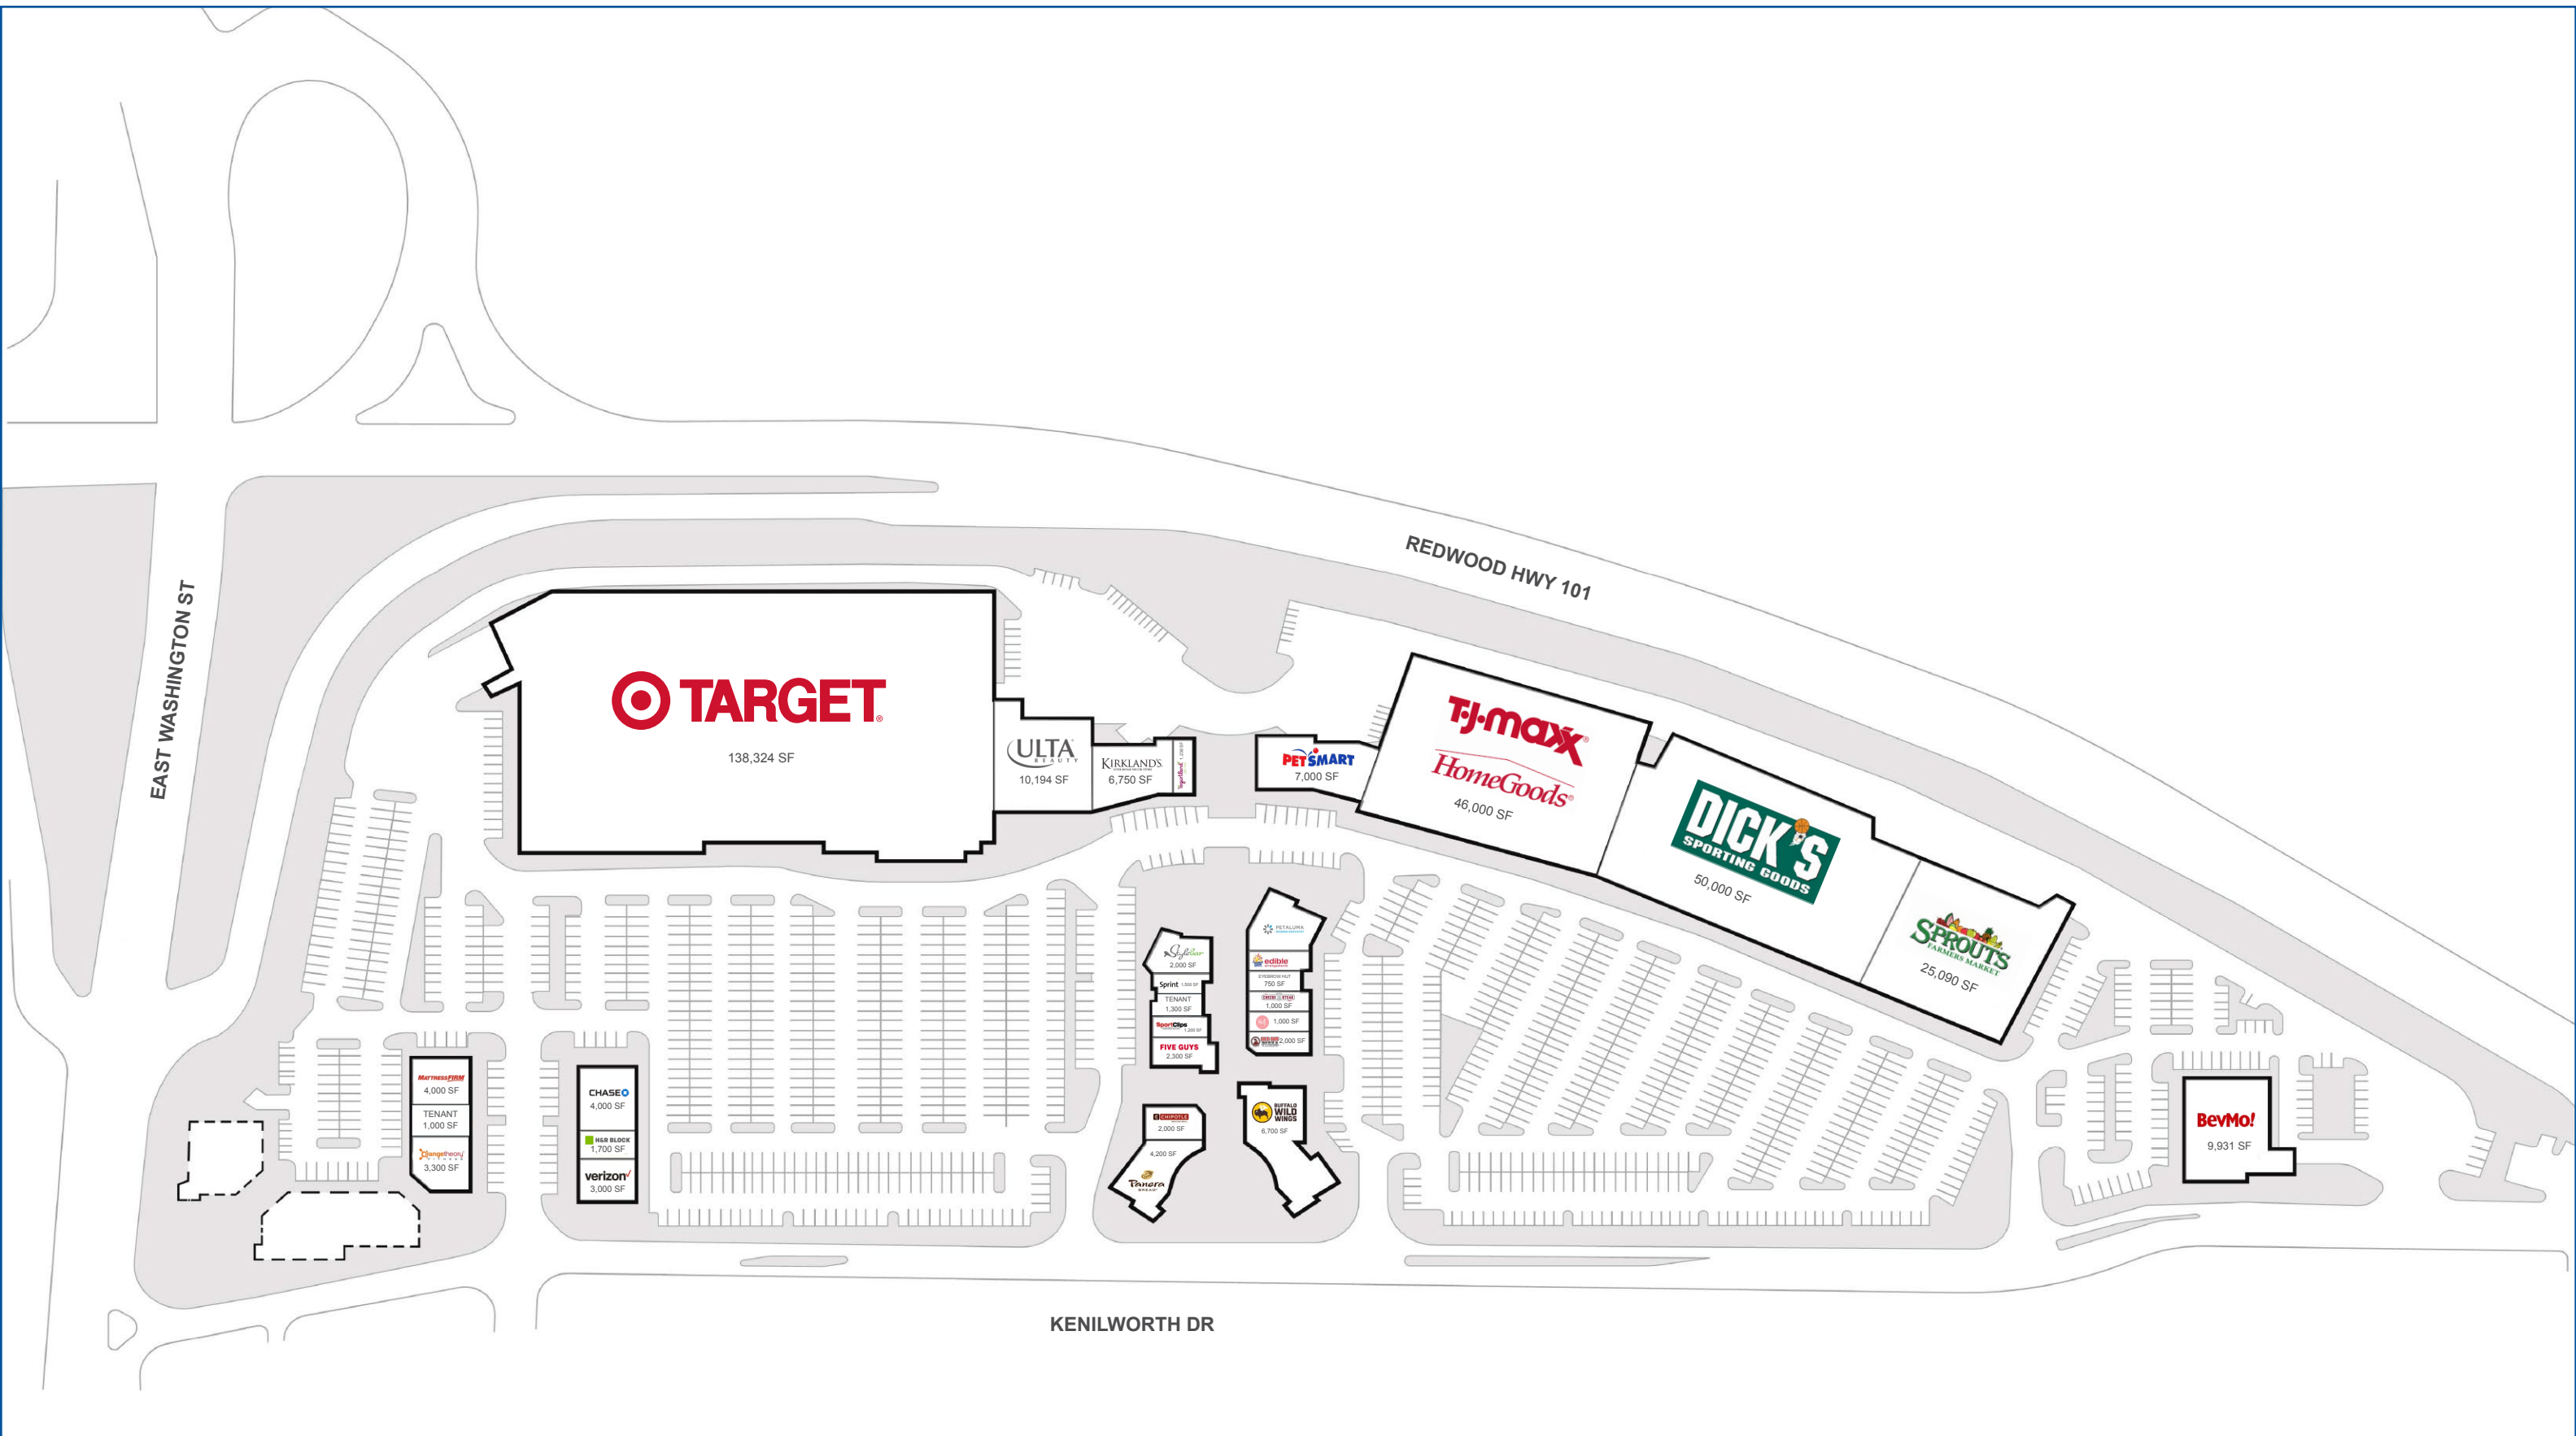 REDWOOD HWY 101
EAST WASHINGTON ST
TARGET
138,324 SF
ULTA
BEAUTY
10,194 SF
KIRKLAND'S
6,750 SF
PETSMART
7,000 SF
T·J·maxx
HomeGoods
46,000 SF
DICK'S
SPORTING GOODS
50,000 SF
SPROUTS
FARMERS MARKET
25,090 SF
StyleBar
2,000 SF
Sprint
TENANT
1,300 SF
SportClips
FIVE GUYS
2,300 SF
PETALUMA
edible
EYEBROW HUT
750 SF
1,000 SF
1,000 SF
2,000 SF
MATTRESS FIRM
4,000 SF
TENANT
1,000 SF
Orangetheory
3,300 SF
CHASE
4,000 SF
H&R BLOCK
1,700 SF
verizon
3,000 SF
CHIPOTLE
2,000 SF
4,200 SF
Panera
BREAD
BUFFALO
WILD
WINGS
6,700 SF
BevMo!
9,931 SF
KENILWORTH DR